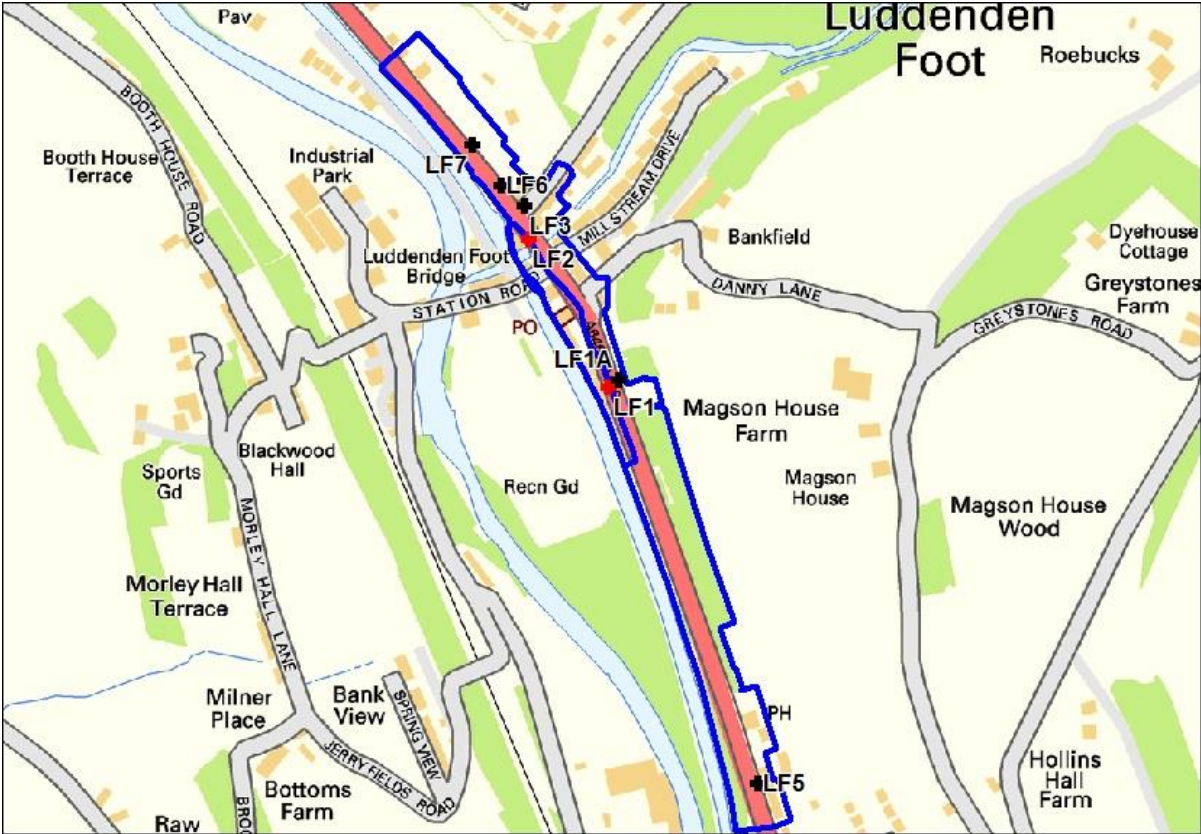 Pav
Luddenden
Foot
Roebucks
BOOTH HOUSE ROAD
Booth House
Terrace
Industrial
Park
LF7
LF6
LF3
LF2
MILL STREAM DRIVE
Luddenden Foot
Bridge
STATION ROAD
PO
Bankfield
DANNY LANE
Dyehouse
Cottage
Greystones
Farm
GREYSTONES ROAD
LF1A
LF1
Magson House
Farm
Magson
House
Magson House
Wood
Blackwood
Hall
Sports
Gd
Recn Gd
MORLEY HALL LANE
Morley Hall
Terrace
Milner
Place
Bank
View
SPRING VIEW
JERRY FIELDS ROAD
Bottoms
Farm
Raw
PH
LF5
Hollins
Hall
Farm